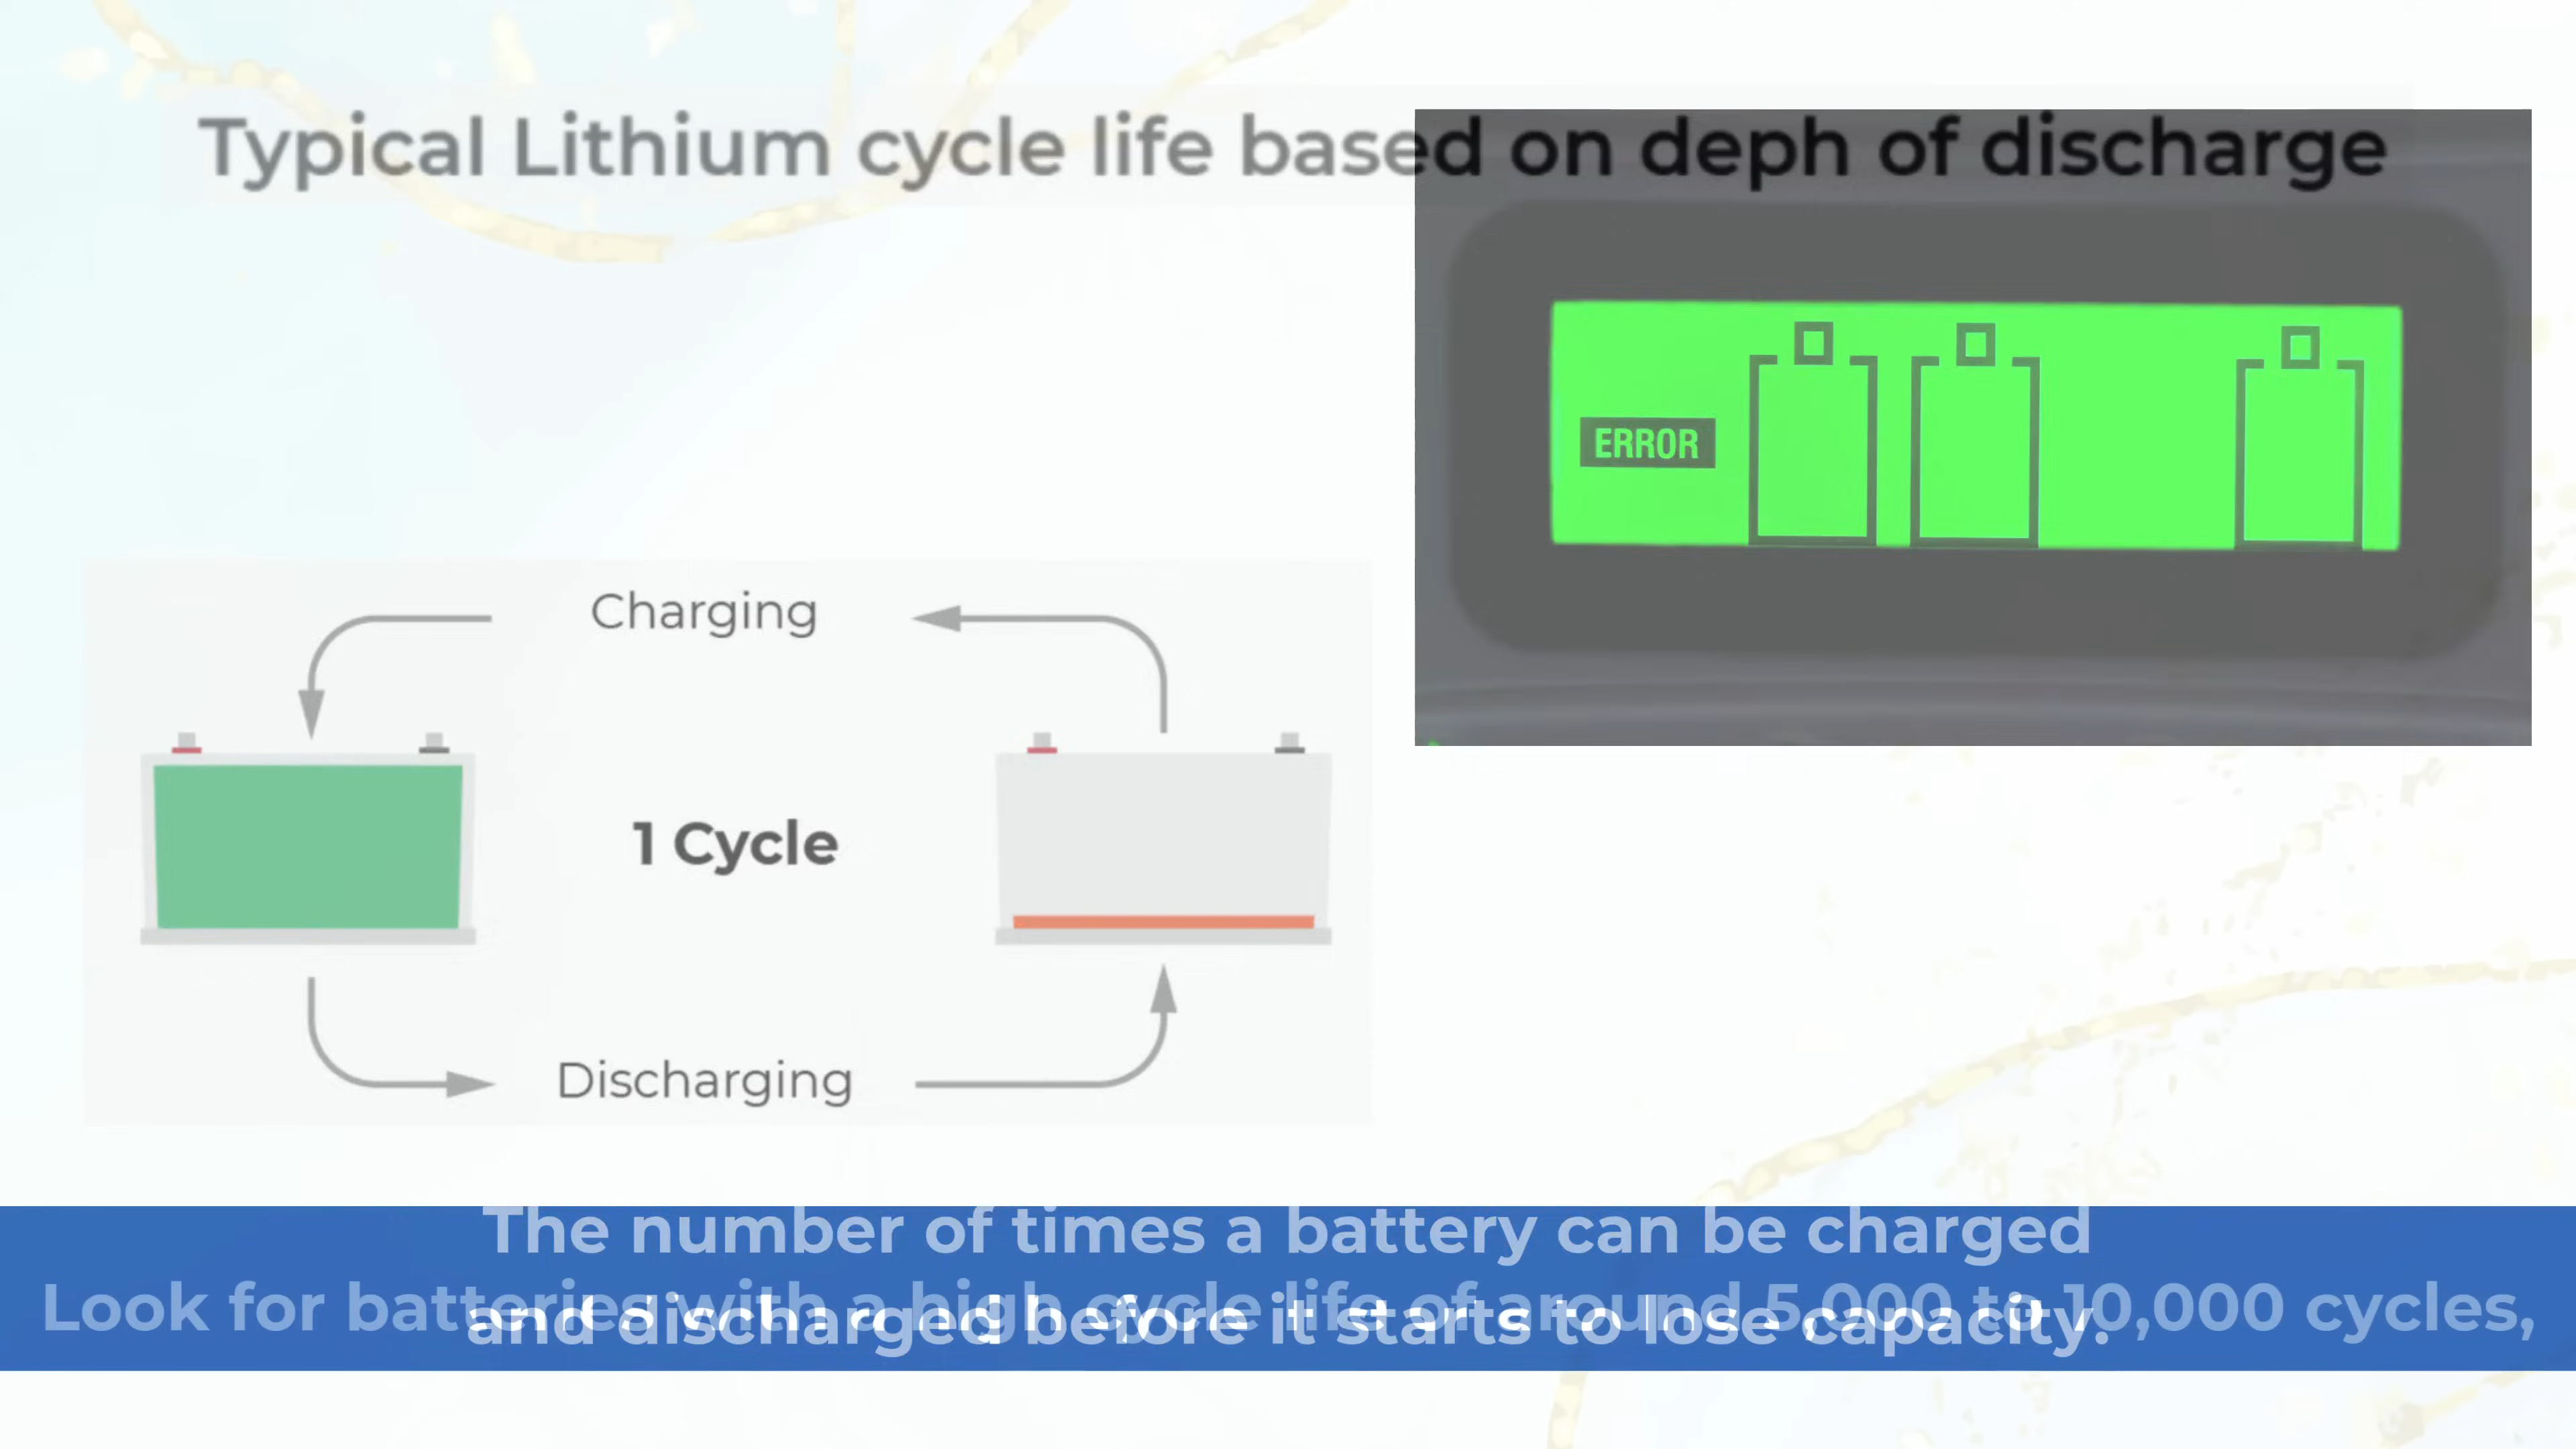 Typical Lithium cycle life based on deph of discharge
ERROR
Charging
1 Cycle
Discharging
The number of times a battery can be charged
and discharged before it starts to lose capacity.
Look for batteries with a high cycle life of around 5,000 to 10,000 cycles,